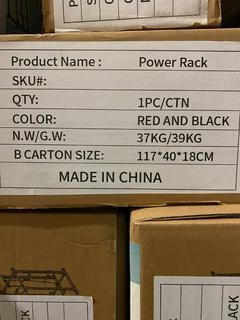 Product Name : Power Rack
SKU#:
QTY: 1PC/CTN
COLOR: RED AND BLACK
N.W/G.W: 37KG/39KG
B CARTON SIZE: 117*40*18CM
MADE IN CHINA